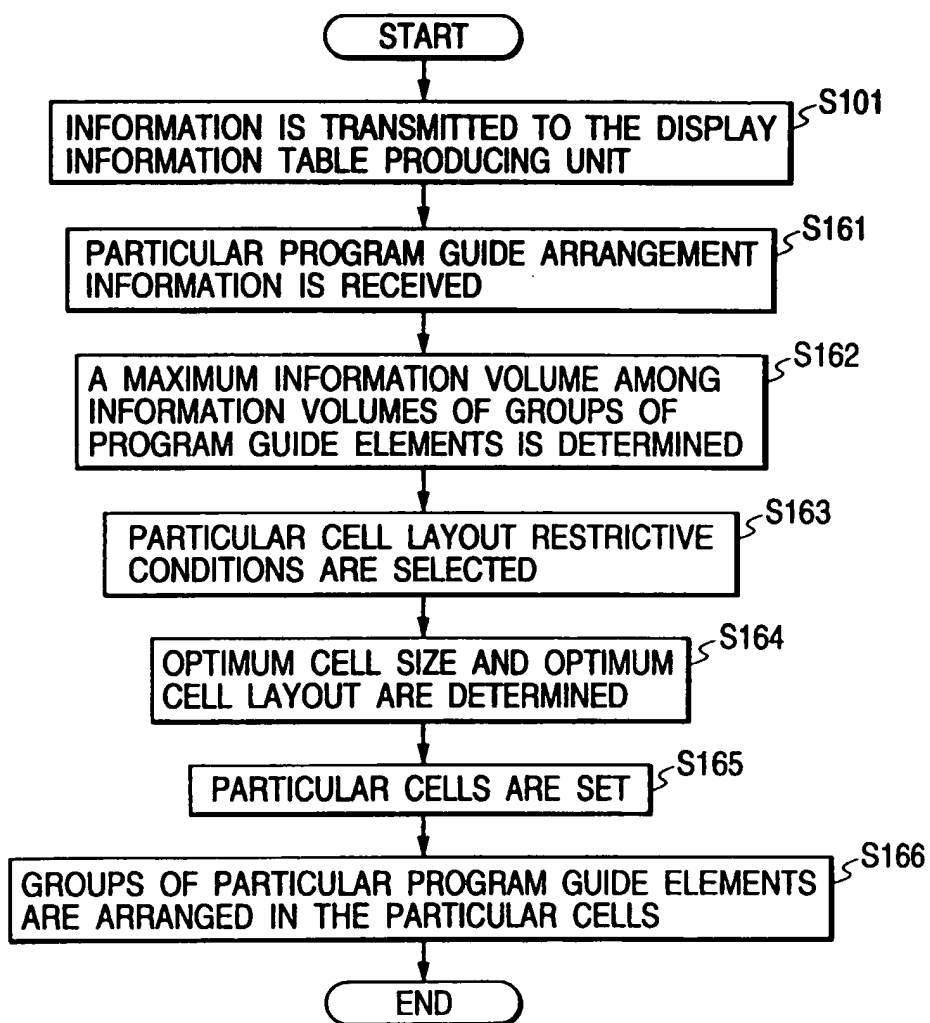 START
INFORMATION IS TRANSMITTED TO THE DISPLAY
INFORMATION TABLE PRODUCING UNIT
S101
PARTICULAR PROGRAM GUIDE ARRANGEMENT
INFORMATION IS RECEIVED
S161
A MAXIMUM INFORMATION VOLUME AMONG
INFORMATION VOLUMES OF GROUPS OF
PROGRAM GUIDE ELEMENTS IS DETERMINED
S162
PARTICULAR CELL LAYOUT RESTRICTIVE
CONDITIONS ARE SELECTED
S163
OPTIMUM CELL SIZE AND OPTIMUM
CELL LAYOUT ARE DETERMINED
S164
PARTICULAR CELLS ARE SET
S165
GROUPS OF PARTICULAR PROGRAM GUIDE ELEMENTS
ARE ARRANGED IN THE PARTICULAR CELLS
S166
END